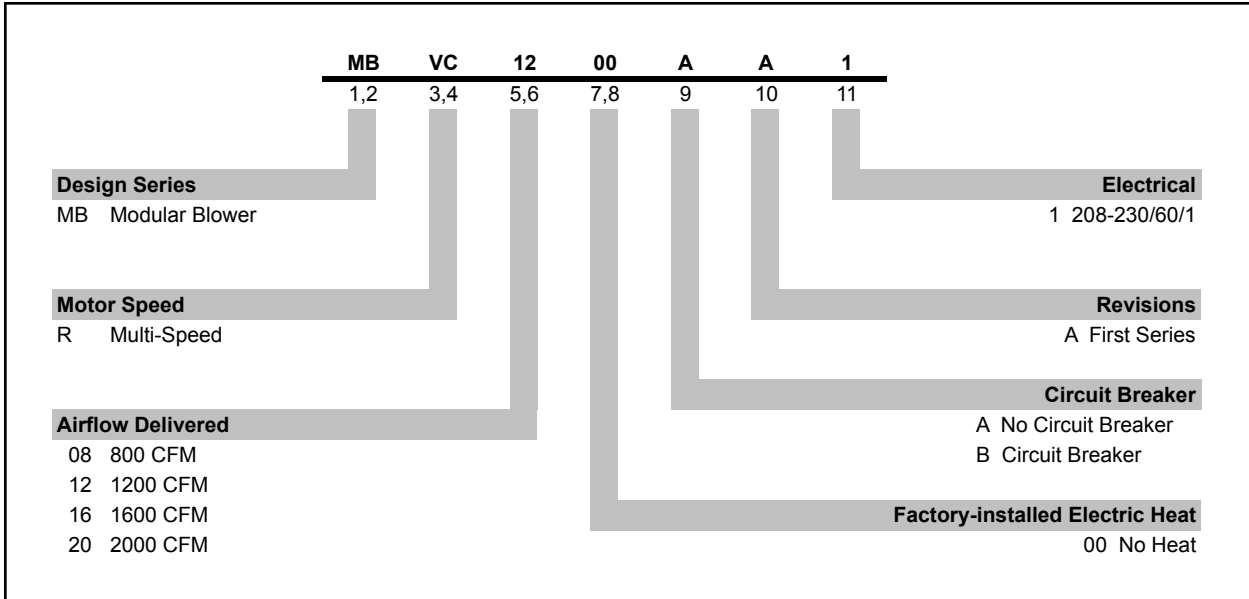 MB VC 12 00 A A 1
1,2 3,4 5,6 7,8 9 10 11
Design Series
MB Modular Blower
Motor Speed
R Multi-Speed
Airflow Delivered
08 800 CFM
12 1200 CFM
16 1600 CFM
20 2000 CFM
Electrical
1 208-230/60/1
Revisions
A First Series
Circuit Breaker
A No Circuit Breaker
B Circuit Breaker
Factory-installed Electric Heat
00 No Heat